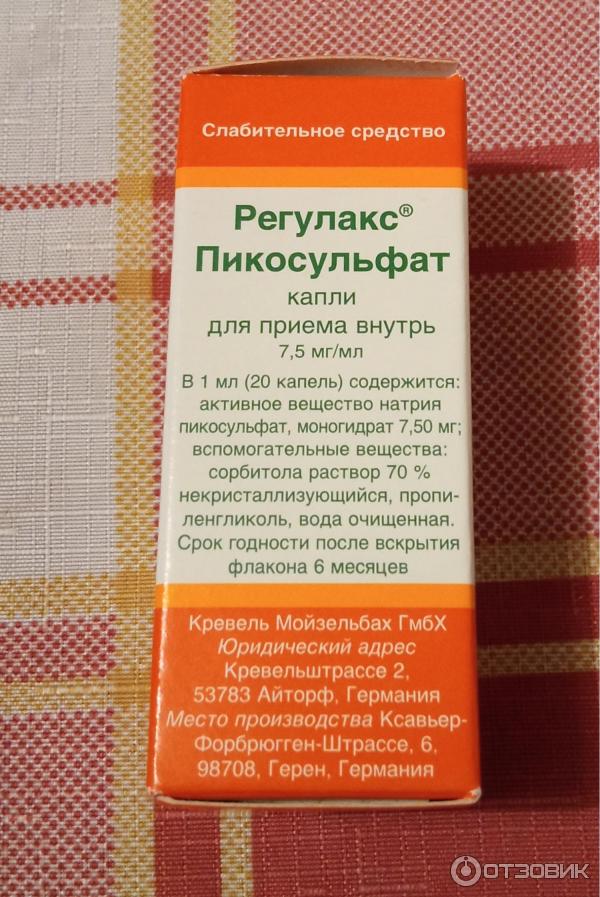 Слабительное средство
Регулакс®
Пикосульфат
капли
для приема внутрь
7,5 мг/мл
В 1 мл (20 капель) содержится:
активное вещество натрия
пикосульфат, моногидрат 7,50 мг;
вспомогательные вещества:
сорбитола раствор 70 %
некристаллизующийся, пропи-
ленгликоль, вода очищенная.
Срок годности после вскрытия
флакона 6 месяцев
Кревель Мойзельбах ГмбХ
Юридический адрес
Кревельштрассе 2,
53783 Айторф, Германия
Место производства Ксавьер-
Форбрюгген-Штрассе, 6,
98708, Герен, Германия
ОТЗОВИК